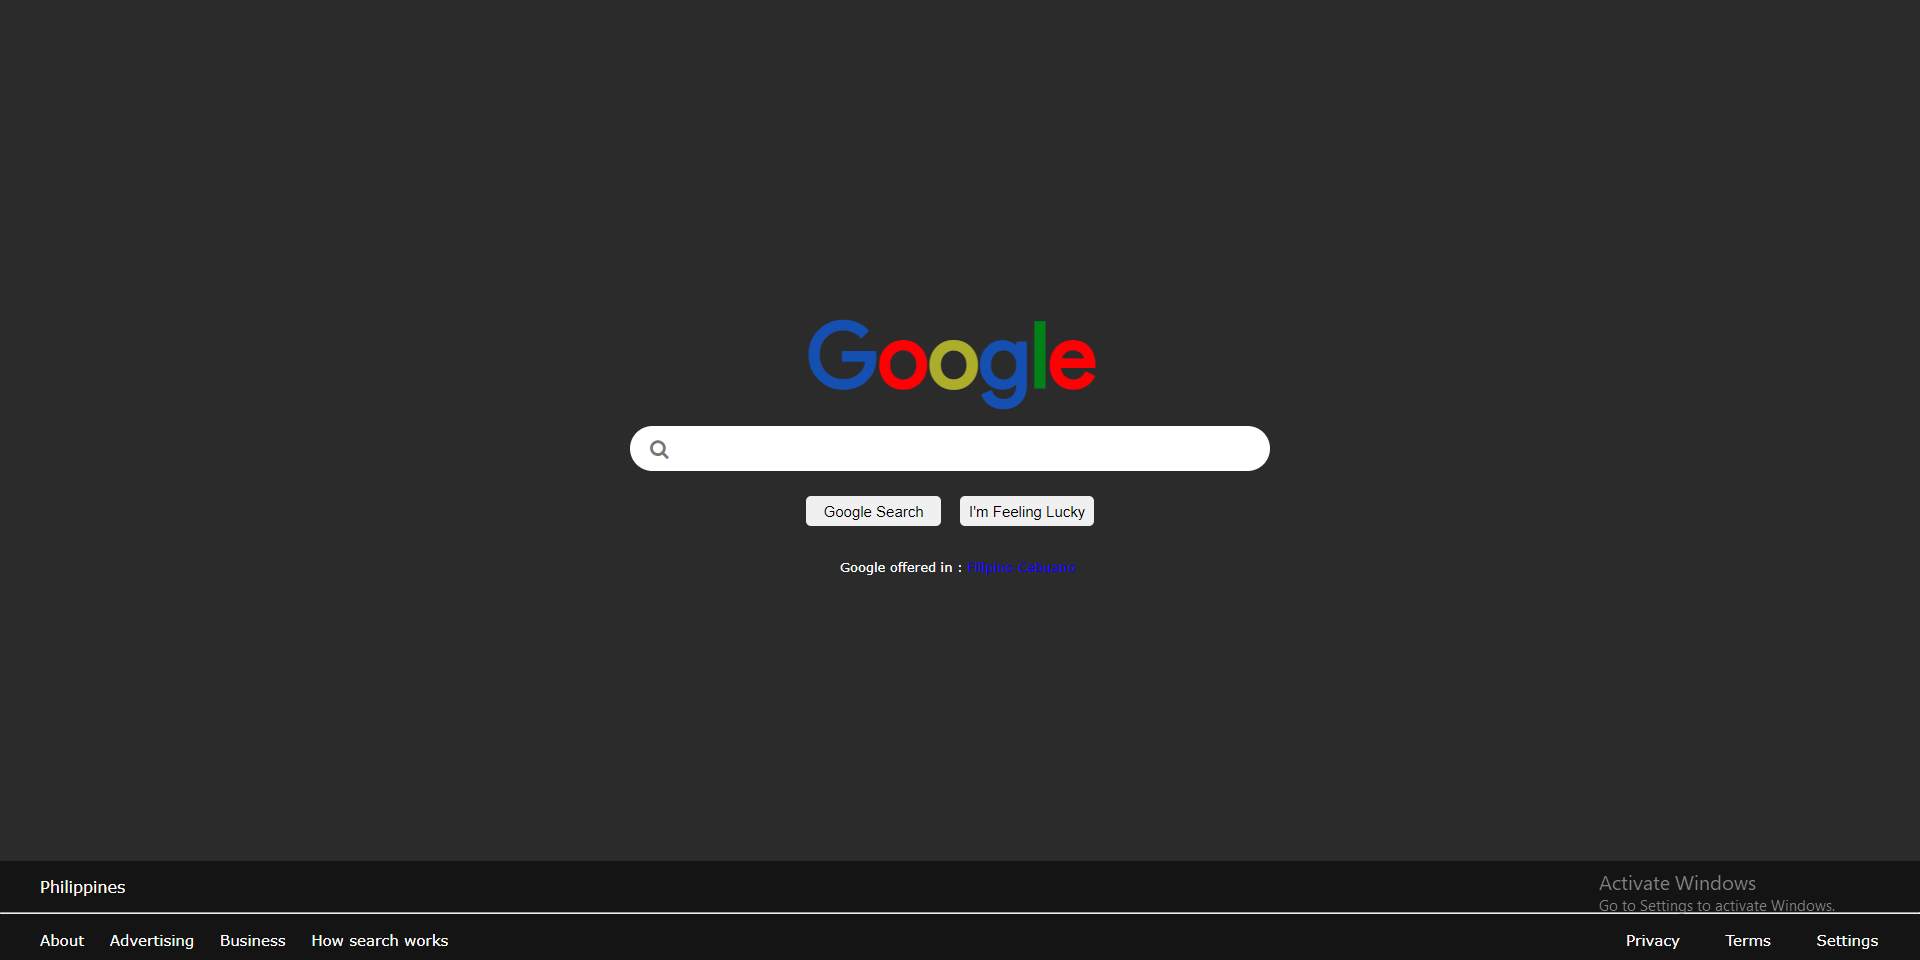 Google
Google Search
I'm Feeling Lucky
Google offered in : Filipino Cebuano
Philippines
Activate Windows
Go to Settings to activate Windows.
About Advertising Business How search works
Privacy Terms Settings